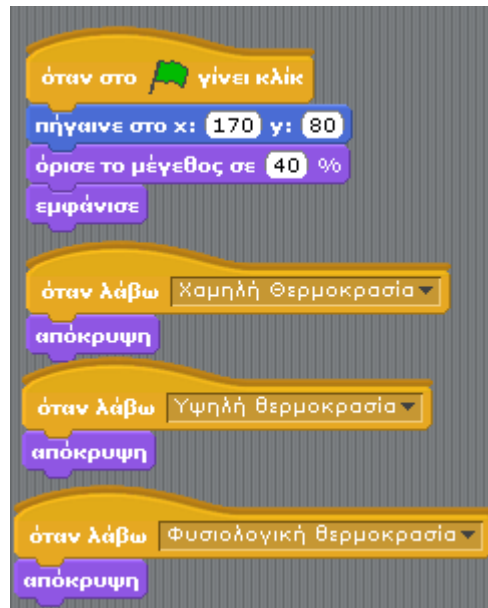 όταν στο γίνει κλίκ
πήγαινε στο x: 170 y: 80
όρισε το μέγεθος σε 40 %
εμφάνισε
όταν λάβω Χαμηλή Θερμοκρασία
απόκρυψη
όταν λάβω Υψηλή θερμοκρασία
απόκρυψη
όταν λάβω Φυσιολογική θερμοκρασία
απόκρυψη